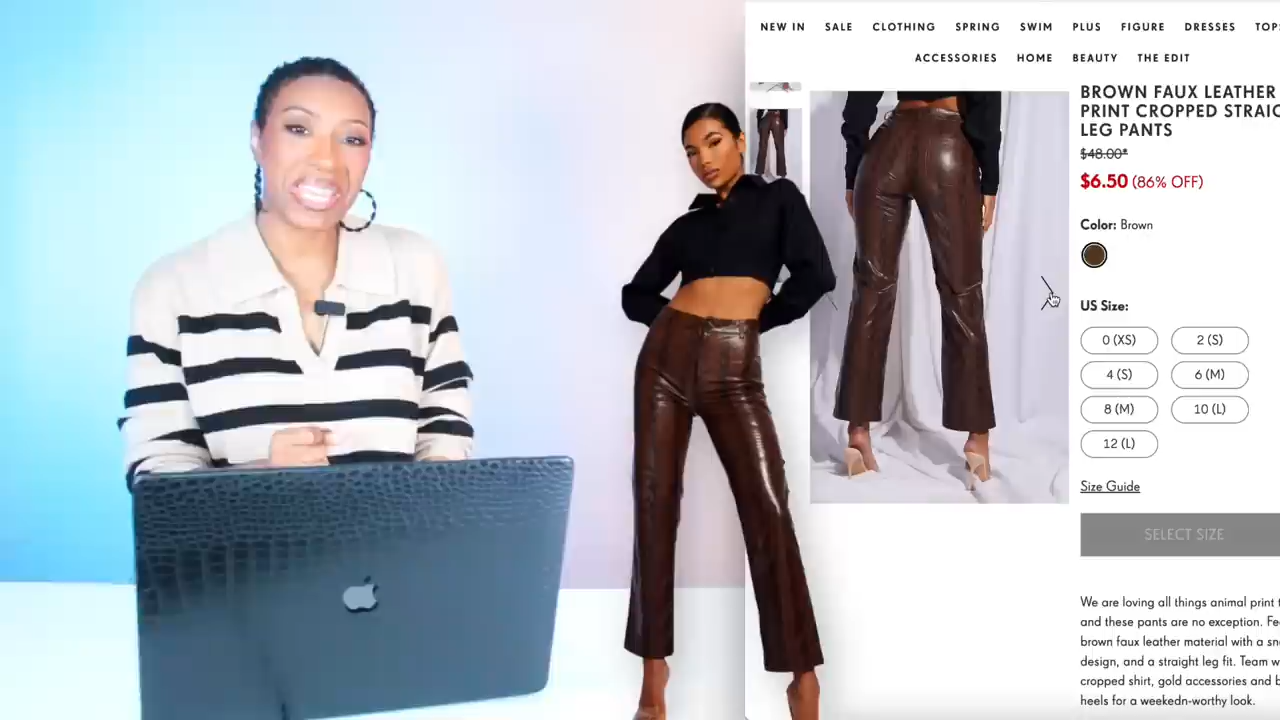 NEW IN SALE CLOTHING SPRING SWIM PLUS FIGURE DRESSES
ACCESSORIES HOME BEAUTY THE EDIT
BROWN FAUX LEATHER
PRINT CROPPED
LEG PANTS
$48.00*
$6.50 (86% OFF)
Color: Brown
US Size:
0 (XS) 2 (S)
4 (S) 6 (M)
8 (M) 10 (L)
12 (L)
Size Guide
SELECT SIZE
We are loving all things animal print
and these pants are no exception.
brown faux leather material with a
design, and a straight leg fit. Team
cropped shirt, gold accessories and
heels for a weekedn-worthy look.